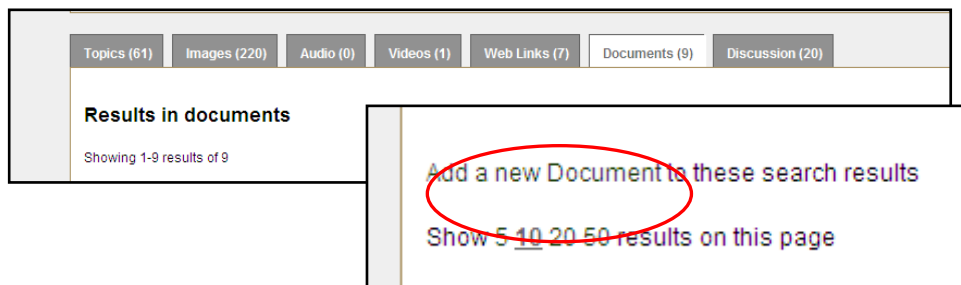 Topics (61) Images (220) Audio (0) Videos (1) Web Links (7) Documents (9) Discussion (20)
Results in documents
Showing 1-9 results of 9
Add a new Document to these search results
Show 5 10 20 50 results on this page